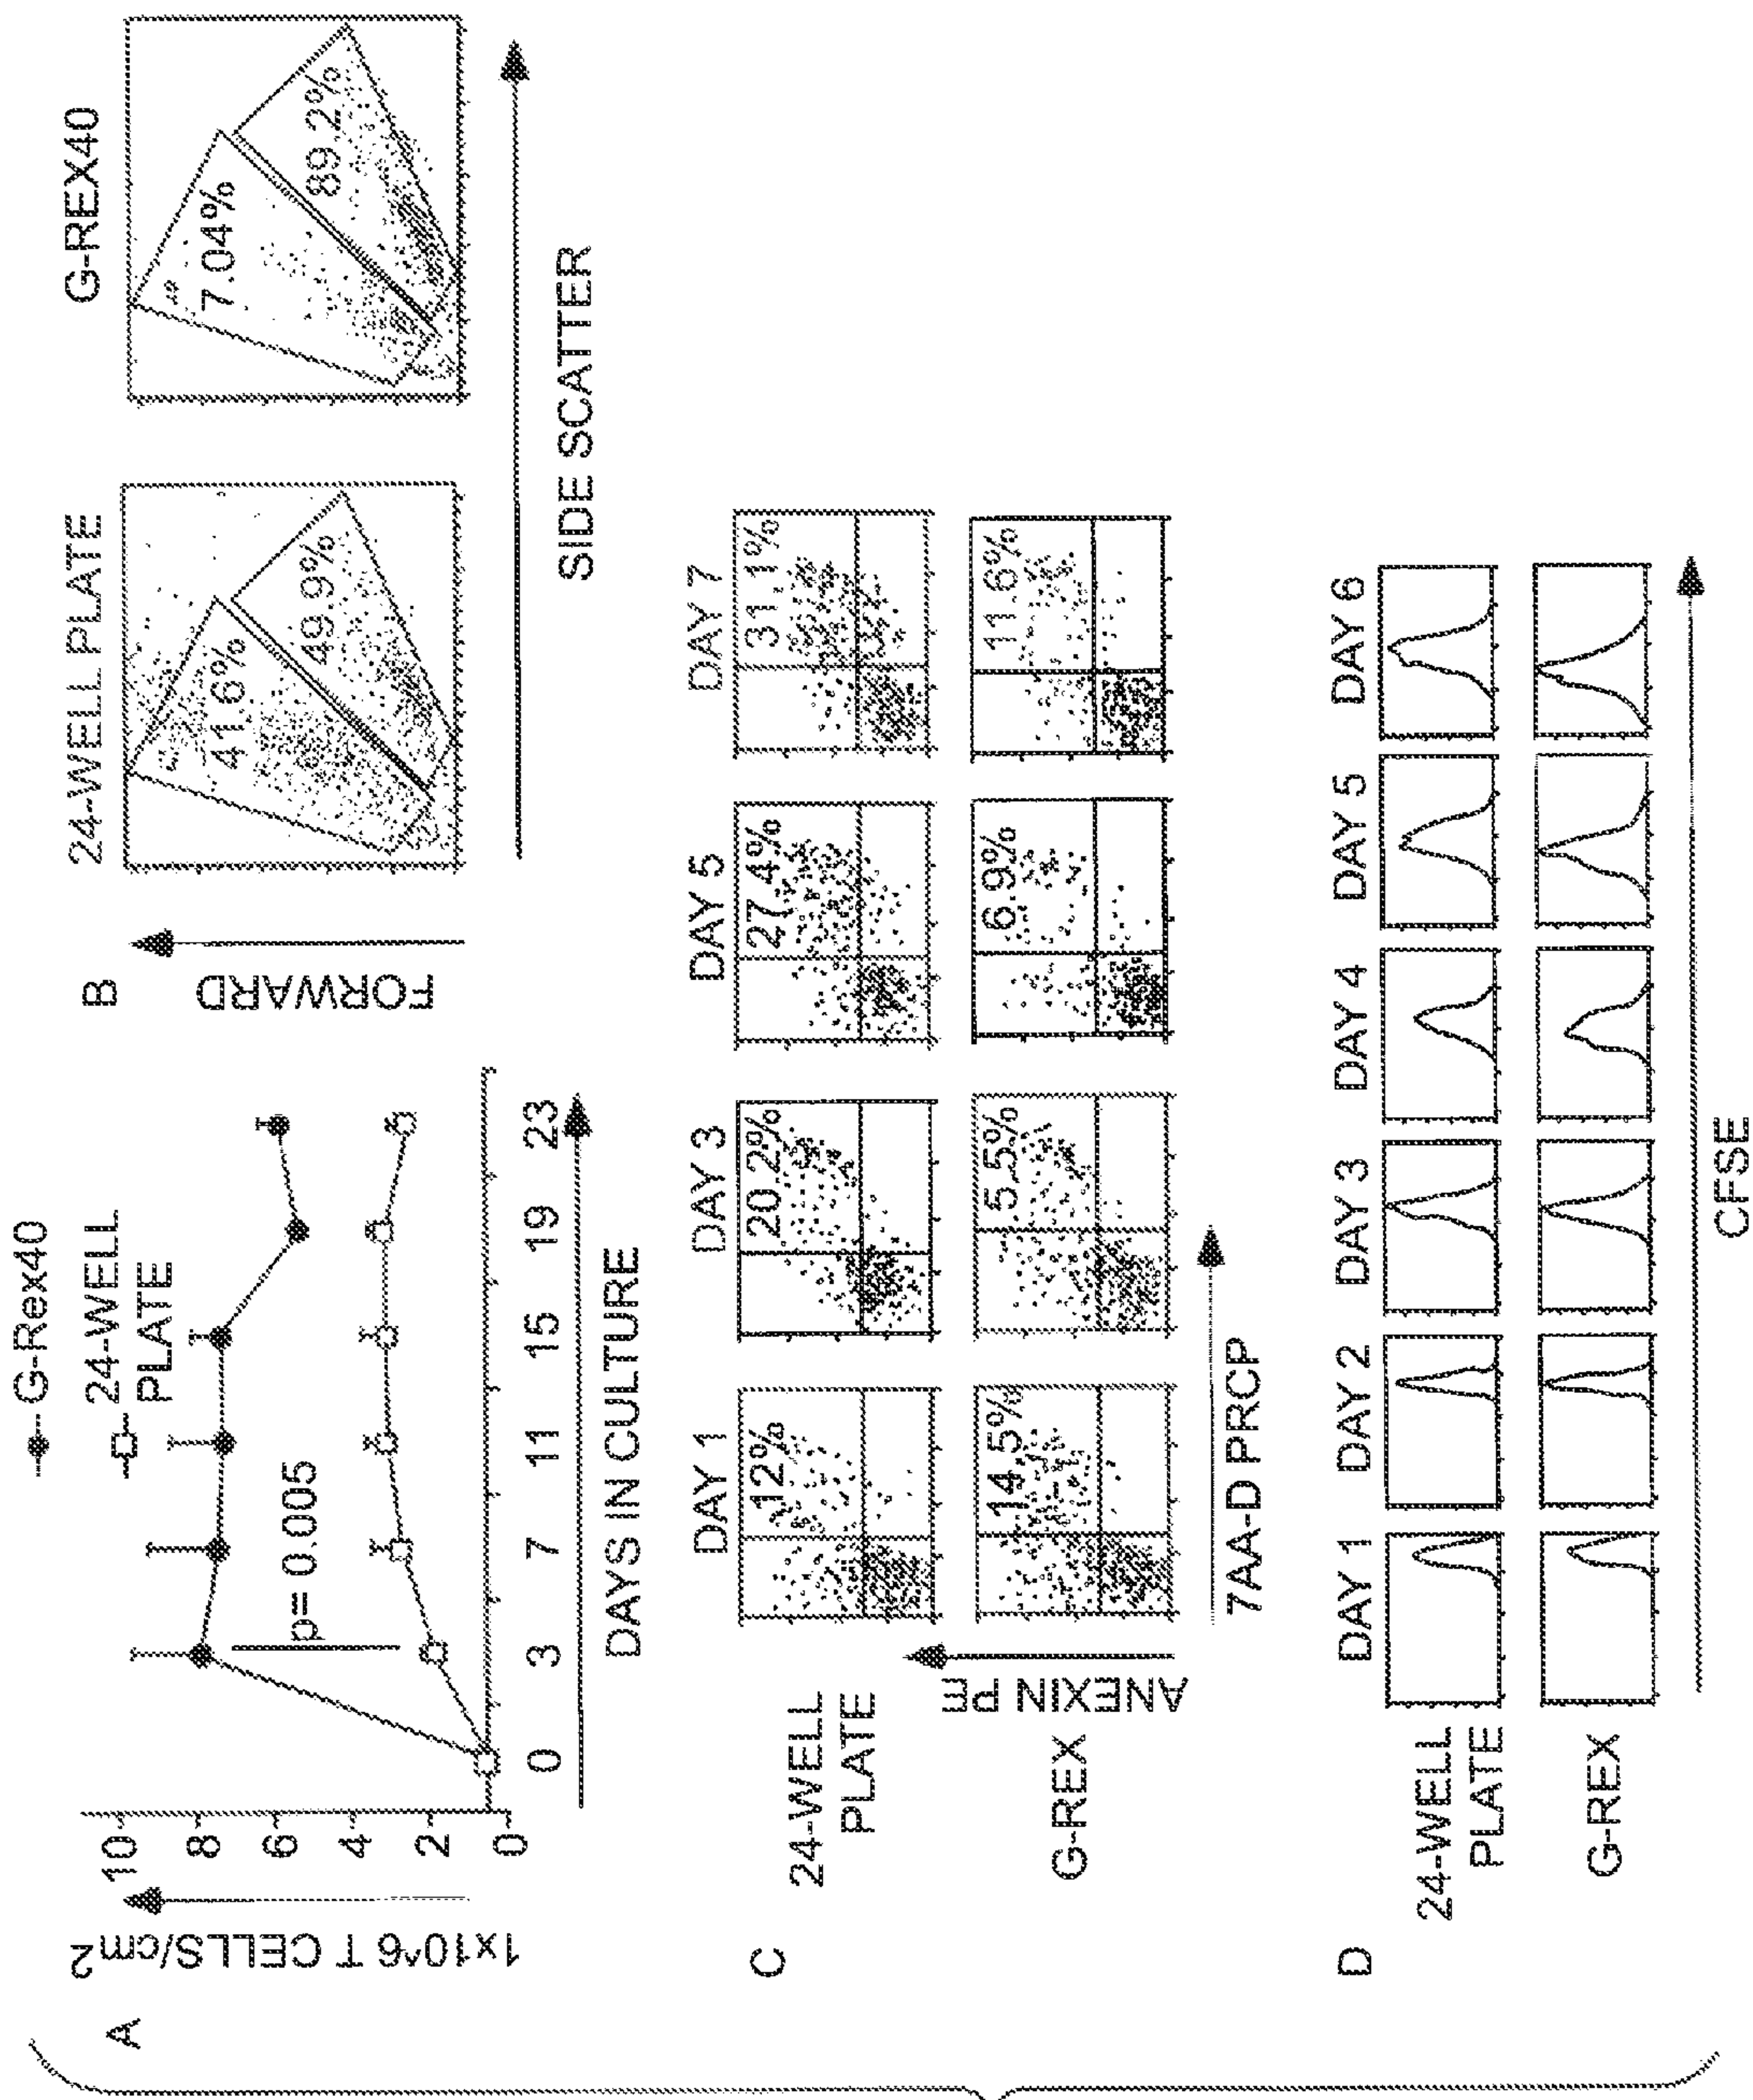 A
1x10^6 T CELLS/cm2
10
8
6
4
2
0
G-Rex40
24-WELL
PLATE
p= 0.005
0 3 7 11 15 19 23
DAYS IN CULTURE
B
FORWARD
24-WELL PLATE
41.6%
49.9%
G-REX40
7.04%
89.2%
SIDE SCATTER
C
DAY 1 DAY 3 DAY 5 DAY 7
24-WELL
PLATE
12% 20.2% 27.4% 31.1%
G-REX
14.5% 5.5% 6.9% 11.6%
ANEXIN PE
7AA-D PRCP
D
DAY 1 DAY 2 DAY 3 DAY 4 DAY 5 DAY 6
24-WELL
PLATE
G-REX
CFSE